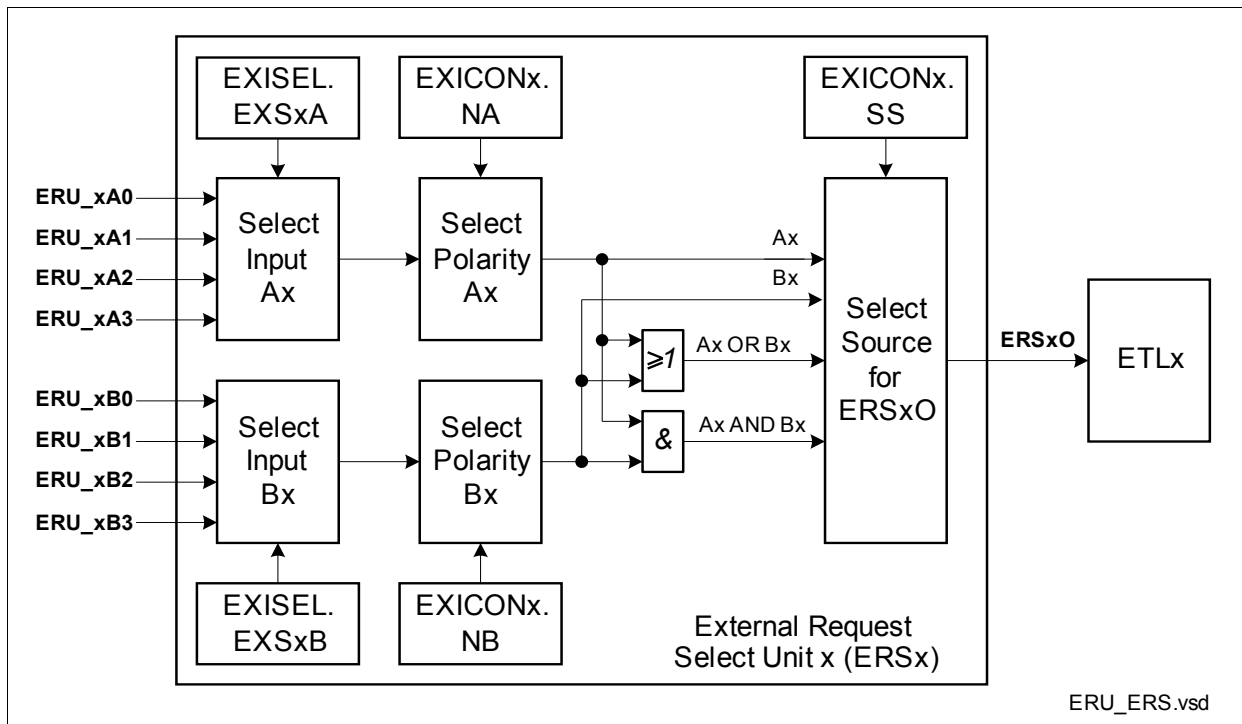 EXISEL.
EXSxA
EXICONx.
NA
EXICONx.
SS
ERU_xA0
ERU_xA1
ERU_xA2
ERU_xA3
Select
Input
Ax
Select
Polarity
Ax
Ax
Bx
≥1
Ax OR Bx
&
Ax AND Bx
Select
Source
for
ERSxO
ERSxO
ETLx
ERU_xB0
ERU_xB1
ERU_xB2
ERU_xB3
Select
Input
Bx
Select
Polarity
Bx
EXISEL.
EXSxB
EXICONx.
NB
External Request
Select Unit x (ERSx)
ERU_ERS.vsd